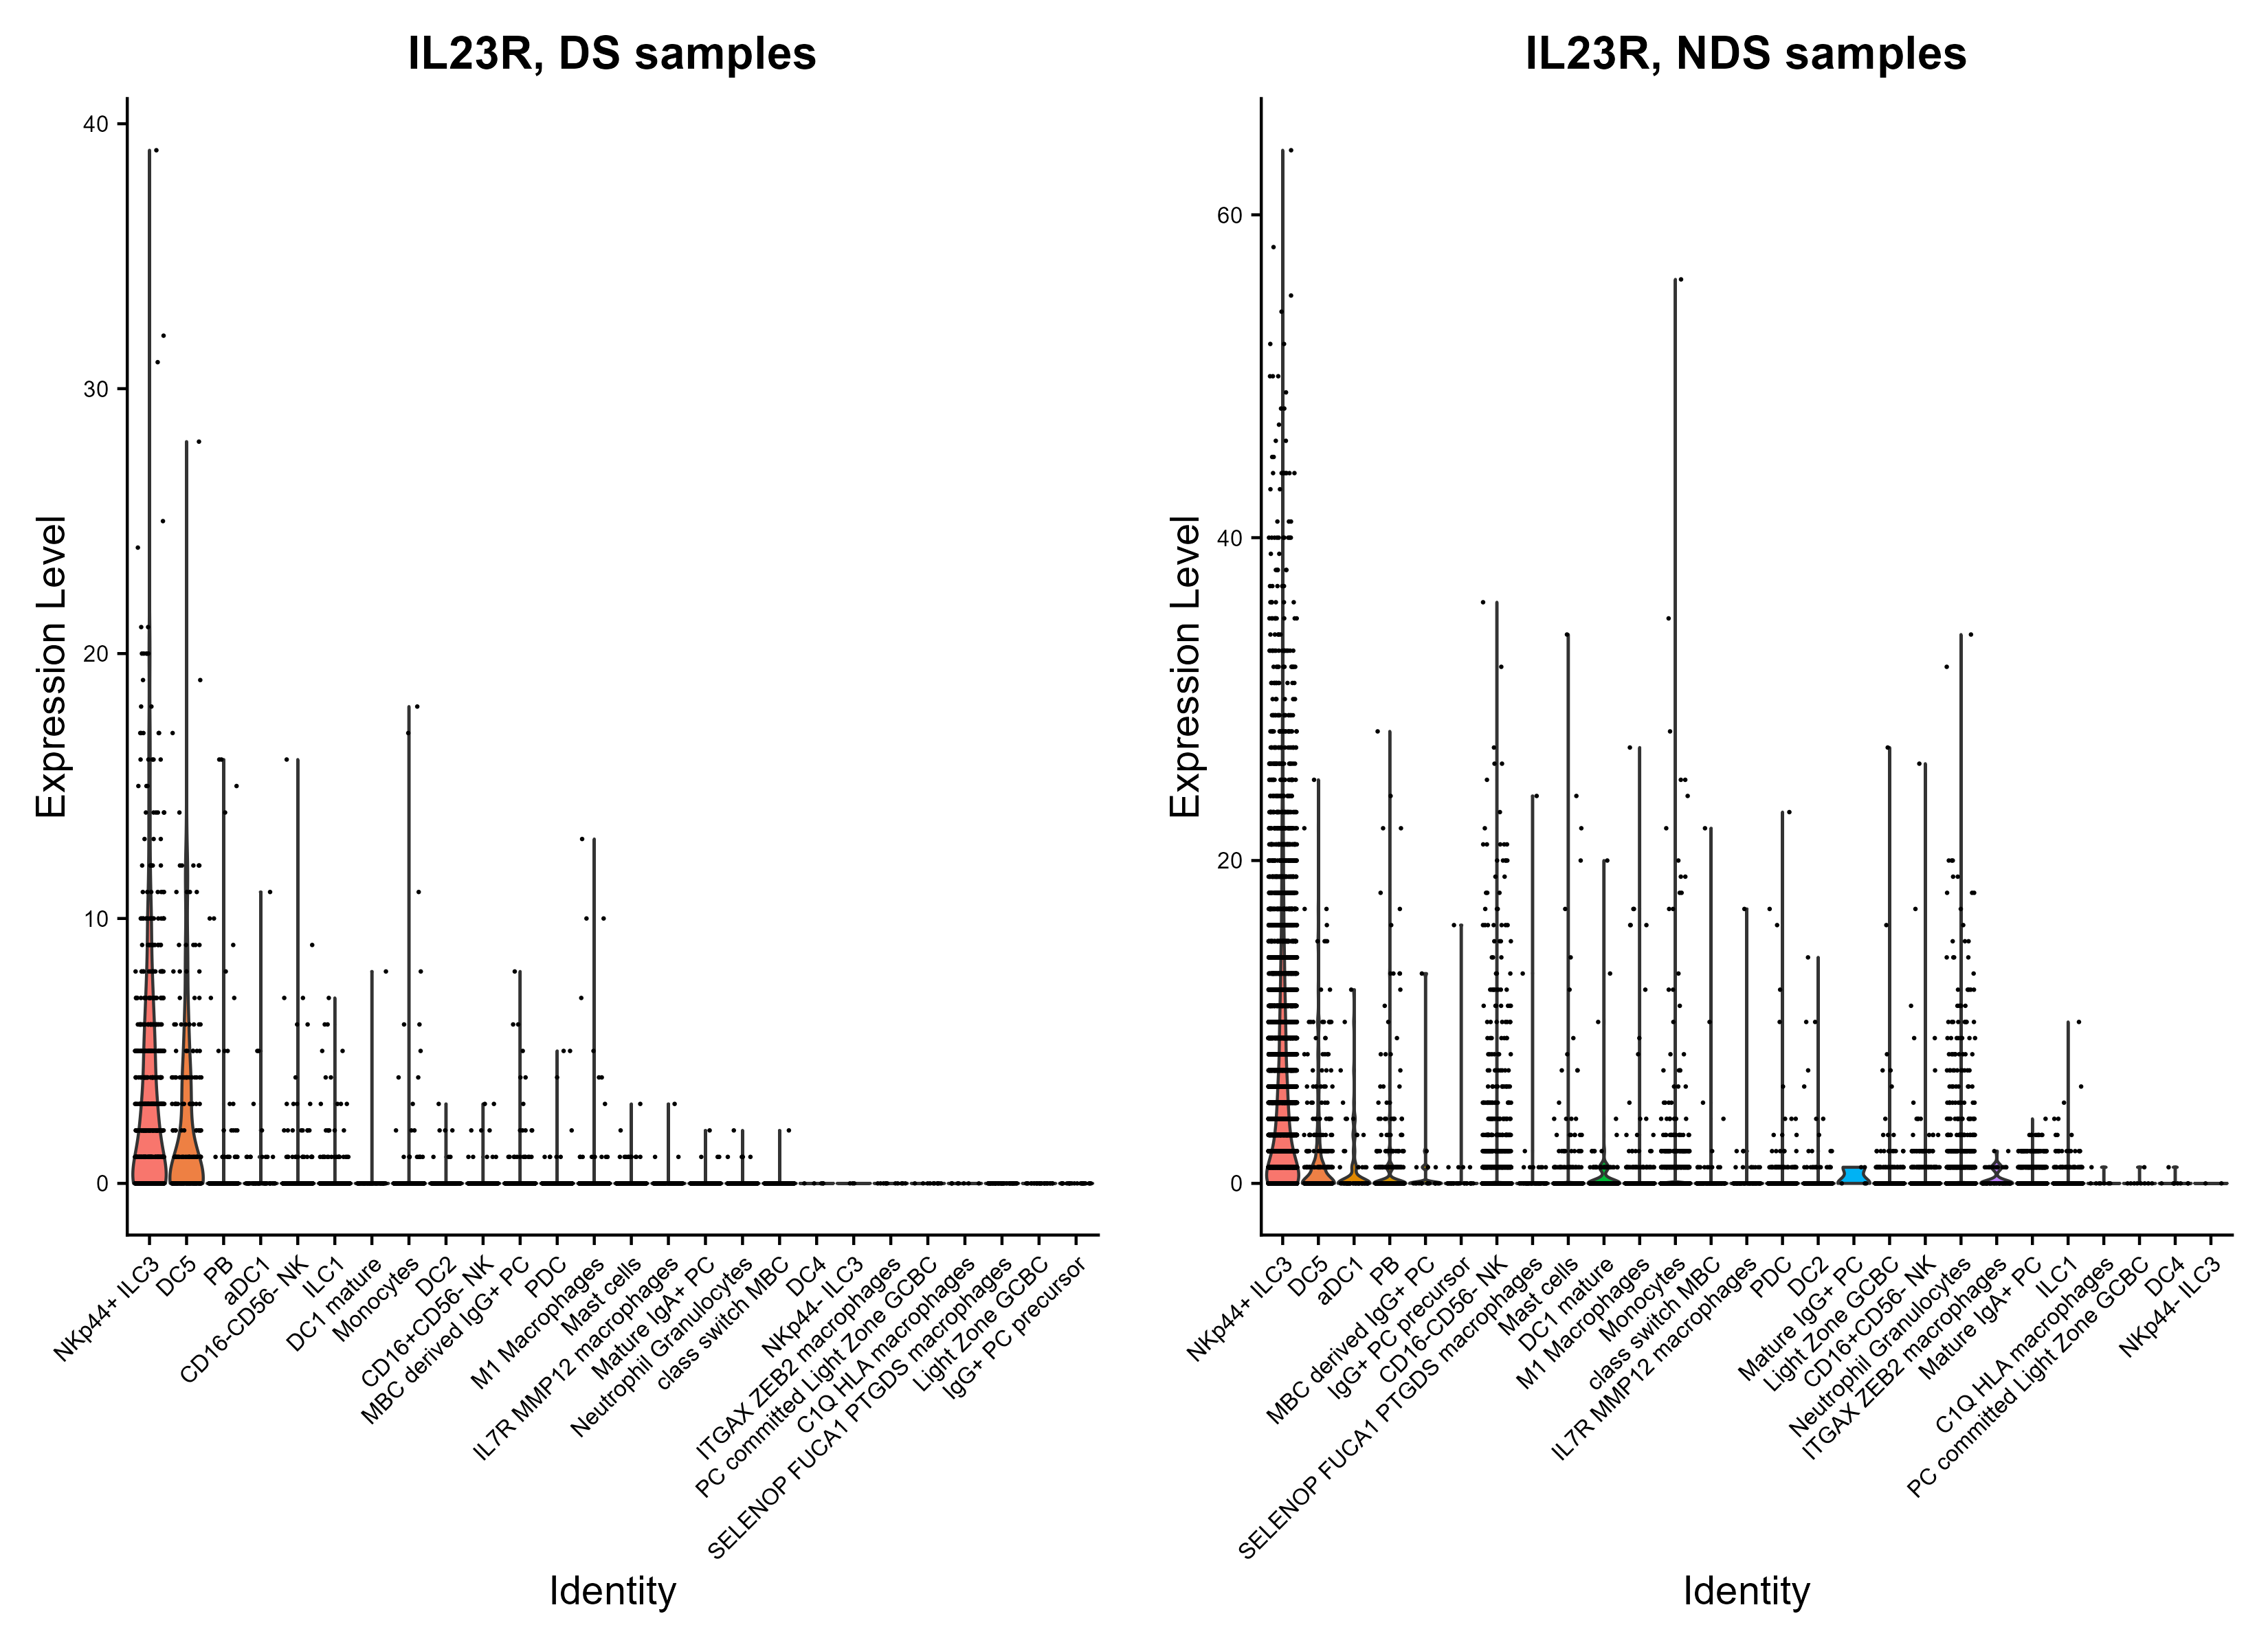 IL23R, DS samples
Expression Level
40
30
20
10
0
NKp44+ ILC3
DC5
PB
aDC1
CD16-CD56- NK
ILC1
DC1 mature
Monocytes
DC2
CD16+CD56- NK
MBC derived IgG+ PC
PDC
M1 Macrophages
Mast cells
IL7R MMP12 macrophages
Mature IgA+ PC
Neutrophil Granulocytes
class switch MBC
DC4
NKp44- ILC3
ITGAX ZEB2 macrophages
PC committed Light Zone GCBC
C1Q HLA macrophages
SELENOP FUCA1 PTGDS macrophages
Light Zone GCBC
IgG+ PC precursor
Identity
IL23R, NDS samples
Expression Level
60
40
20
0
NKp44+ ILC3
DC5
aDC1
PB
MBC derived IgG+ PC
IgG+ PC precursor
CD16-CD56- NK
SELENOP FUCA1 PTGDS macrophages
Mast cells
DC1 mature
M1 Macrophages
Monocytes
class switch MBC
IL7R MMP12 macrophages
PDC
DC2
Mature IgG+ PC
Light Zone GCBC
CD16+CD56- NK
Neutrophil Granulocytes
ITGAX ZEB2 macrophages
Mature IgA+ PC
ILC1
C1Q HLA macrophages
PC committed Light Zone GCBC
DC4
NKp44- ILC3
Identity